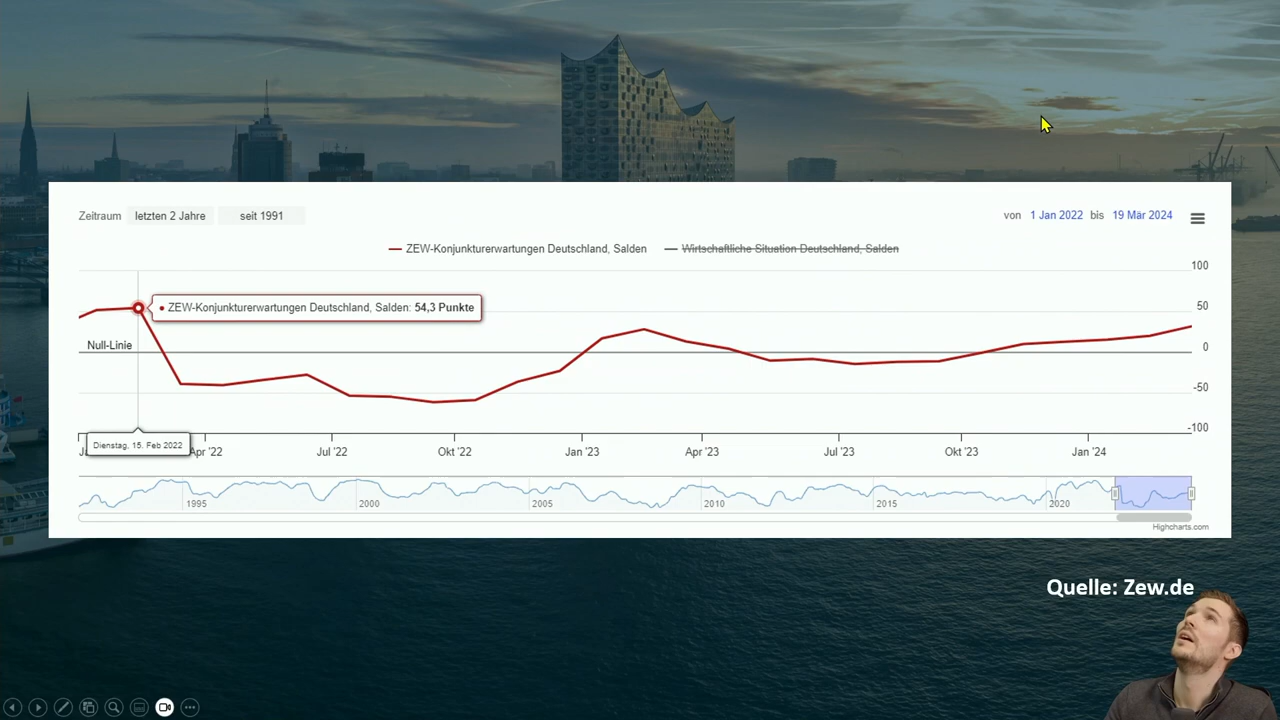 Zeitraum letzten 2 Jahre seit 1991 von 1 Jan 2022 bis 19 Mär 2024
ZEW-Konjunkturerwartungen Deutschland, Salden Wirtschaftliche Situation Deutschland, Salden
100
ZEW-Konjunkturerwartungen Deutschland, Salden: 54,3 Punkte
50
Null-Linie
0
-50
-100
Dienstag, 15. Feb 2022
Apr '22 Jul '22 Okt '22 Jan '23 Apr '23 Jul '23 Okt '23 Jan '24
1995 2000 2005 2010 2015 2020
Highcharts.com
Quelle: Zew.de